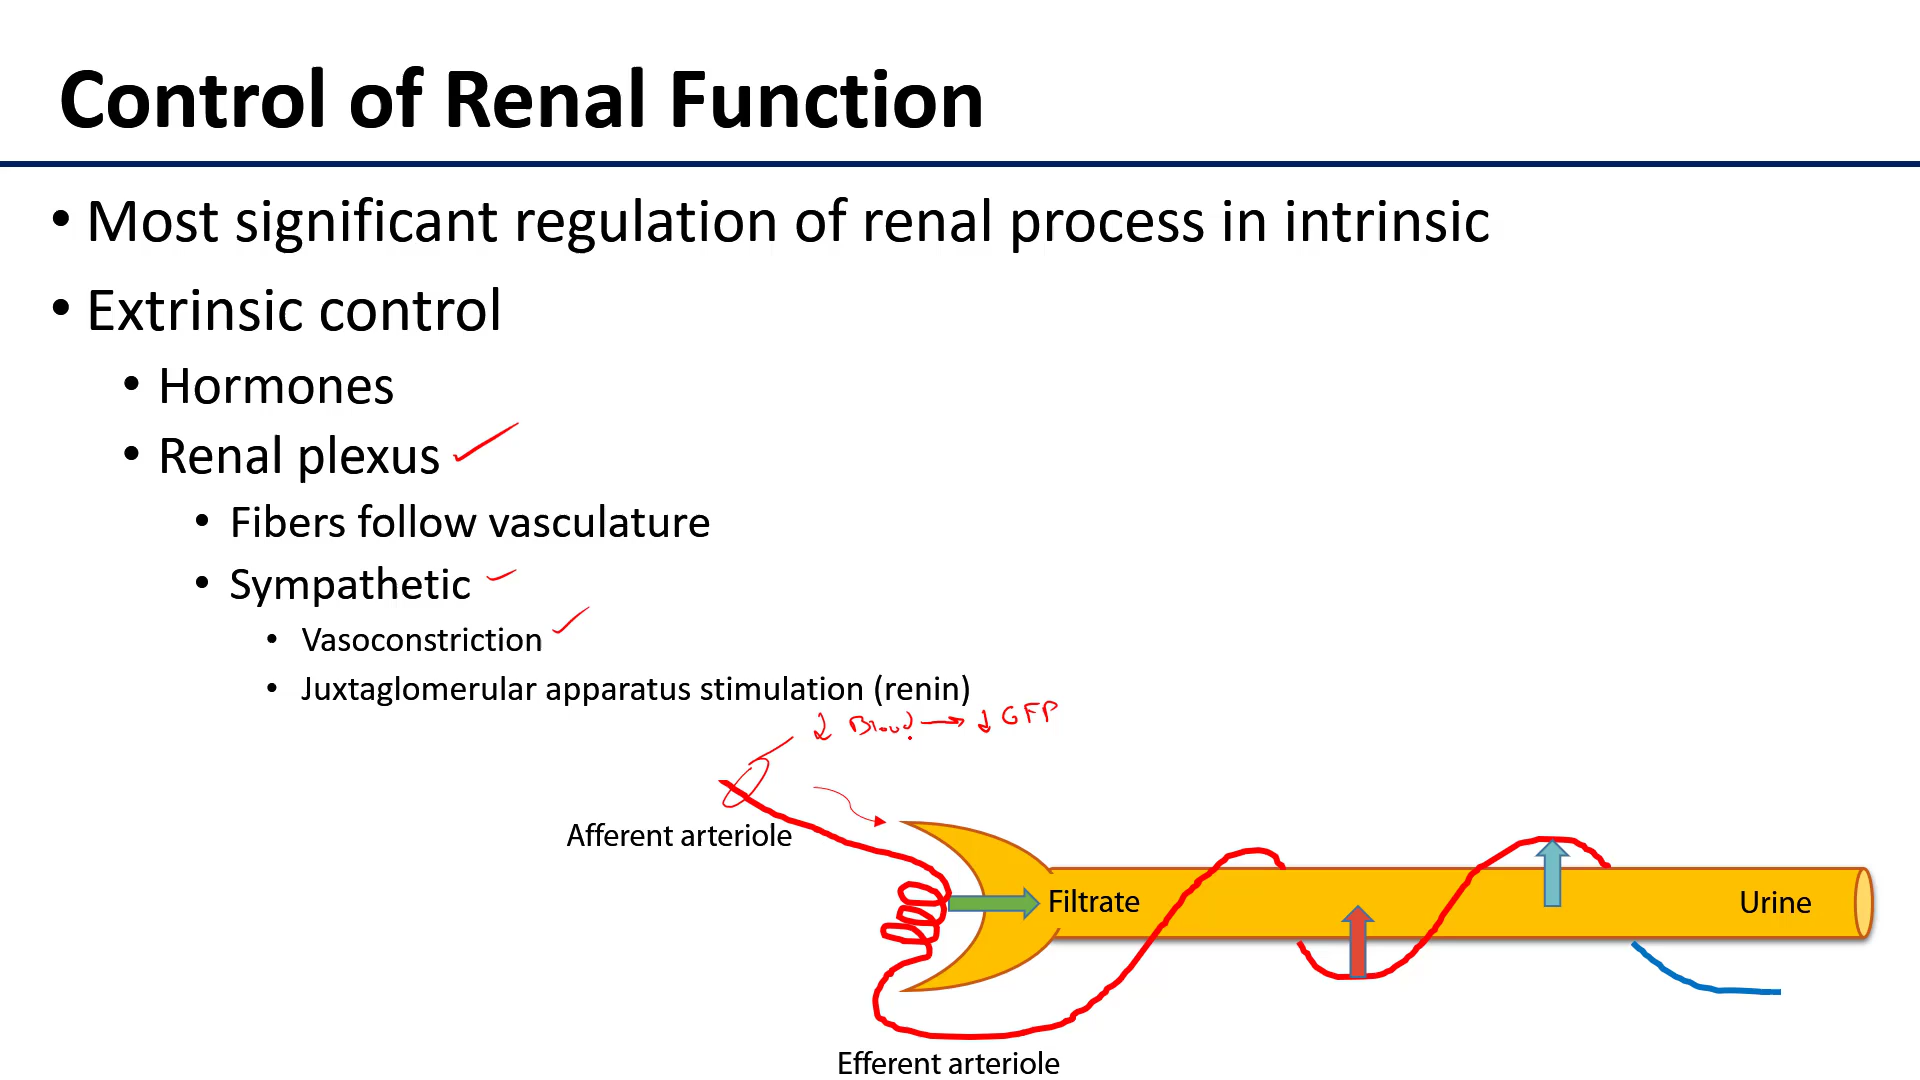 Control of Renal Function
• Most significant regulation of renal process in intrinsic
• Extrinsic control
• Hormones
• Renal plexus
• Fibers follow vasculature
• Sympathetic
• Vasoconstriction
• Juxtaglomerular apparatus stimulation (renin)
↓ Blood → ↓ GFP
Afferent arteriole
Filtrate
Urine
Efferent arteriole